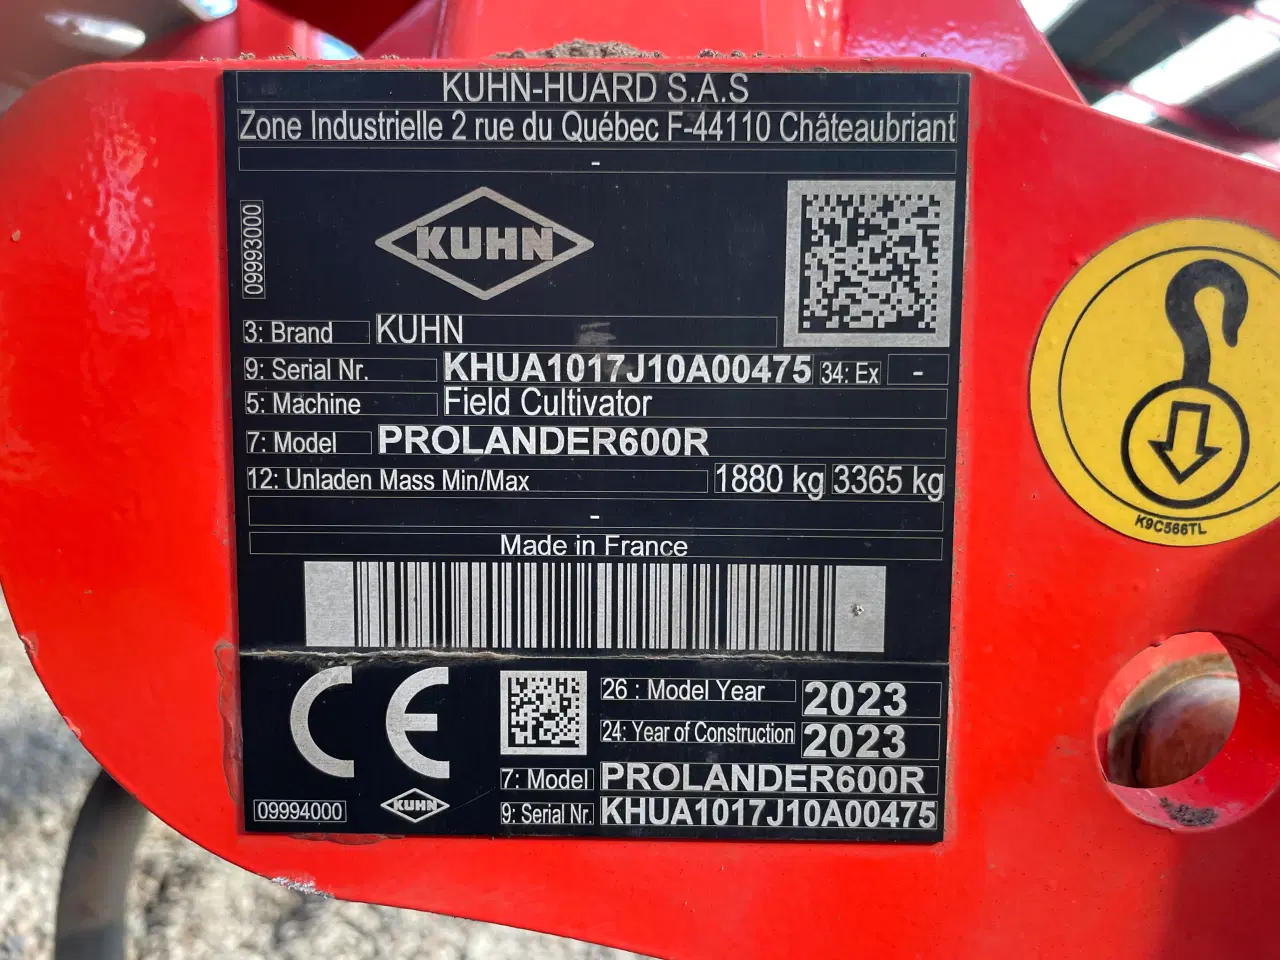 KUHN-HUARD S.A.S
Zone Industrielle 2 rue du Québec F-44110 Châteaubriant
-
09993000
KUHN
3: Brand KUHN
9: Serial Nr. KHUA1017J10A00475 34: Ex -
5: Machine Field Cultivator
7: Model PROLANDER600R
12: Unladen Mass Min/Max 1880 kg 3365 kg
-
Made in France
CE
26 : Model Year 2023
24: Year of Construction 2023
7: Model PROLANDER600R
9: Serial Nr. KHUA1017J10A00475
09994000
KUHN
K9C566TL